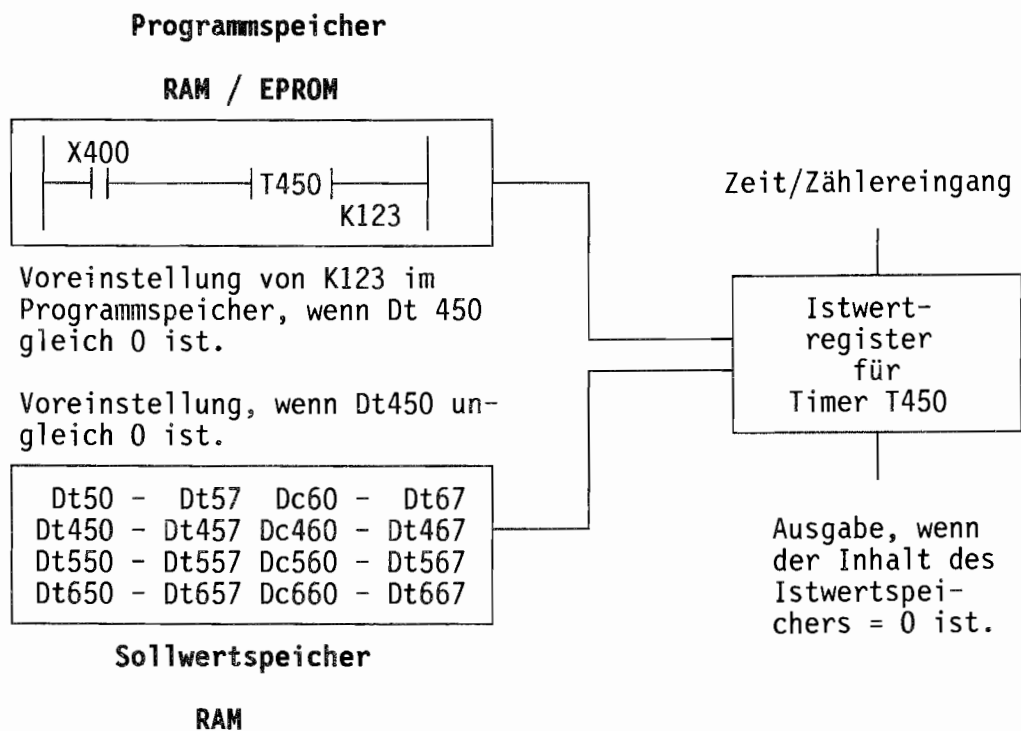 Programmspeicher
RAM / EPROM
X400
T450
K123
Voreinstellung von K123 im
Programmspeicher, wenn Dt 450
gleich 0 ist.
Voreinstellung, wenn Dt450 un-
gleich 0 ist.
Dt50 - Dt57 Dc60 - Dt67
Dt450 - Dt457 Dc460 - Dt467
Dt550 - Dt557 Dc560 - Dt567
Dt650 - Dt657 Dc660 - Dt667
Sollwertspeicher
RAM
Zeit/Zählereingang
Istwert-
register
für
Timer T450
Ausgabe, wenn
der Inhalt des
Istwertspei-
chers = 0 ist.